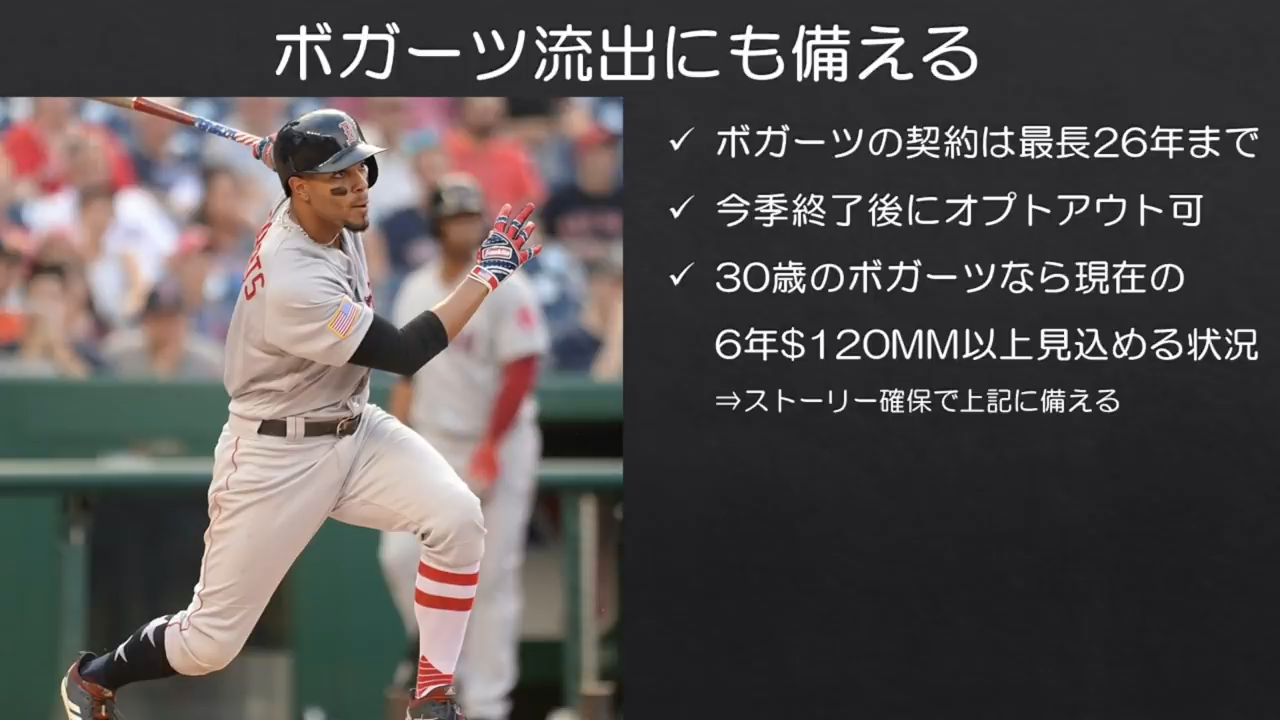 ボガーツ流出にも備える
✓ ボガーツの契約は最長26年まで
✓ 今季終了後にオプトアウト可
✓ 30歳のボガーツなら現在の
6年$120MM以上見込める状況
⇒ストーリー確保で上記に備える